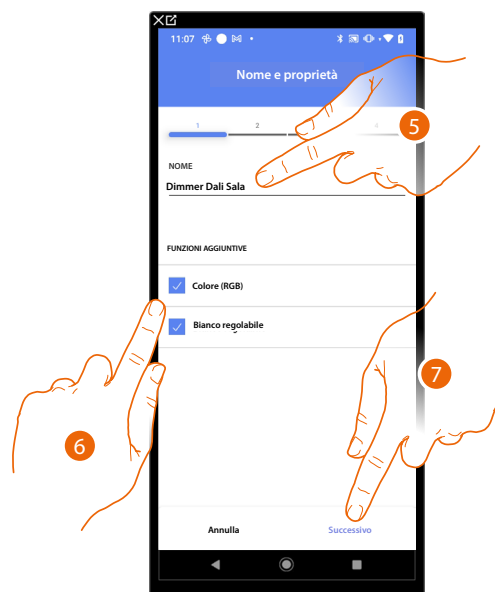 11:07
Nome e proprietà
1 2 4
5
NOME
Dimmer Dali Sala
FUNZIONI AGGIUNTIVE
Colore (RGB)
Bianco regolabile
7
6
Annulla Successivo